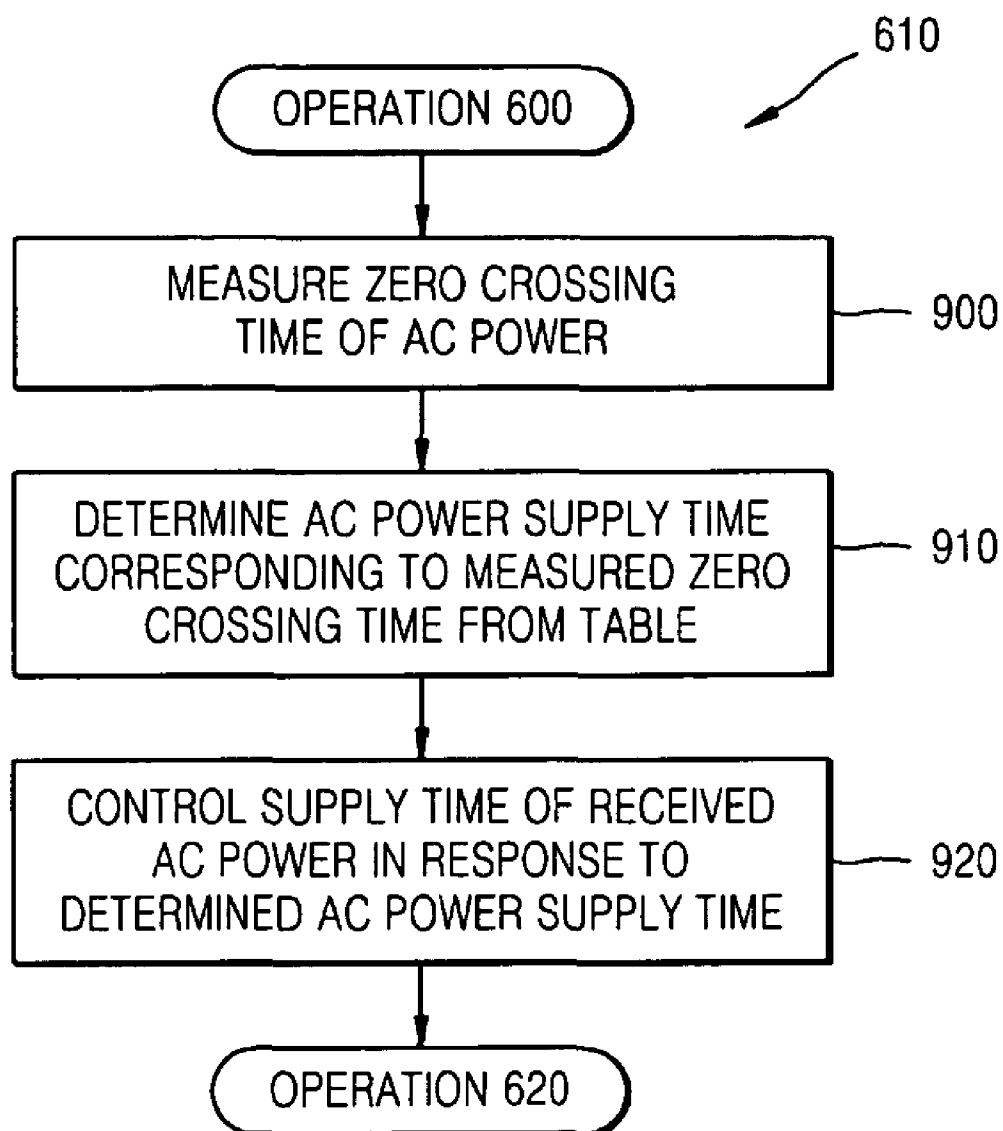 610
OPERATION 600
MEASURE ZERO CROSSING
TIME OF AC POWER
900
DETERMINE AC POWER SUPPLY TIME
CORRESPONDING TO MEASURED ZERO
CROSSING TIME FROM TABLE
910
CONTROL SUPPLY TIME OF RECEIVED
AC POWER IN RESPONSE TO
DETERMINED AC POWER SUPPLY TIME
920
OPERATION 620